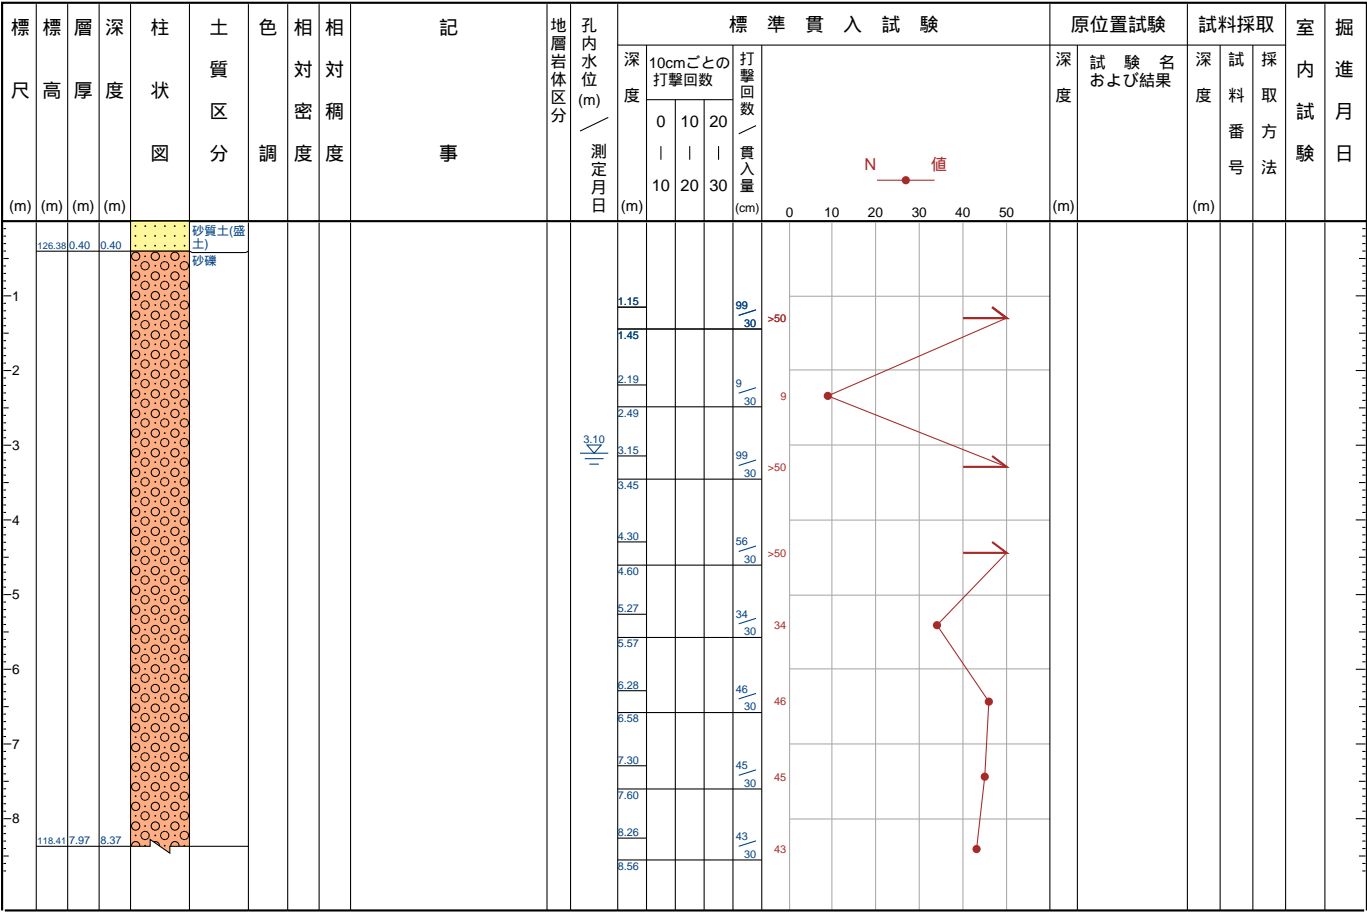 標尺 (m)
標高 (m)
層厚 (m)
深度 (m)
柱状図
土質区分
色調
相対密度
相対稠度
記事
地層岩体区分
孔内水位(m)／測定月日
標準貫入試験
深度 (m)
10cmごとの
打撃回数
0 | 10
10 | 20
20 | 30
打撃回数／貫入量 (cm)
N 値
0 10 20 30 40 50
原位置試験
深度 (m)
試験名
および結果
試料採取
深度 (m)
試料番号
採取方法
室内試験
掘進月日
126.38 0.40 0.40
砂質土(盛
土)
砂礫
1
1.15 99/30 >50
1.45
2
2.19 9/30 9
2.49
3
3.10
3.15 99/30 >50
3.45
4
4.30 56/30 >50
4.60
5
5.27 34/30 34
5.57
6
6.28 46/30 46
6.58
7
7.30 45/30 45
7.60
8
8.26 43/30 43
118.41 7.97 8.37
8.56